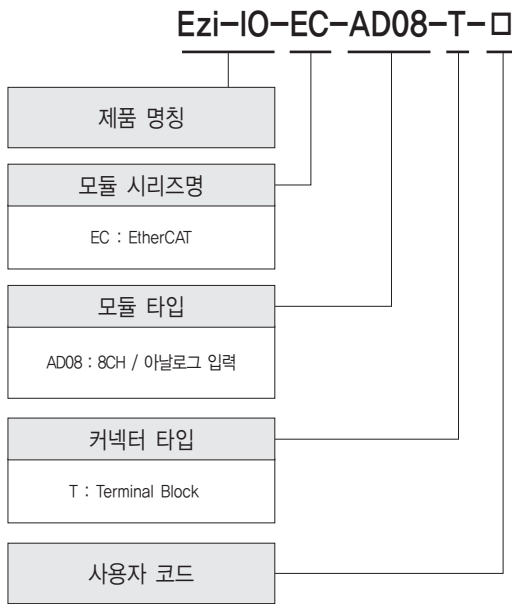 Ezi-IO-EC-AD08-T-□
제품 명칭
모듈 시리즈명
EC : EtherCAT
모듈 타입
AD08 : 8CH / 아날로그 입력
커넥터 타입
T : Terminal Block
사용자 코드